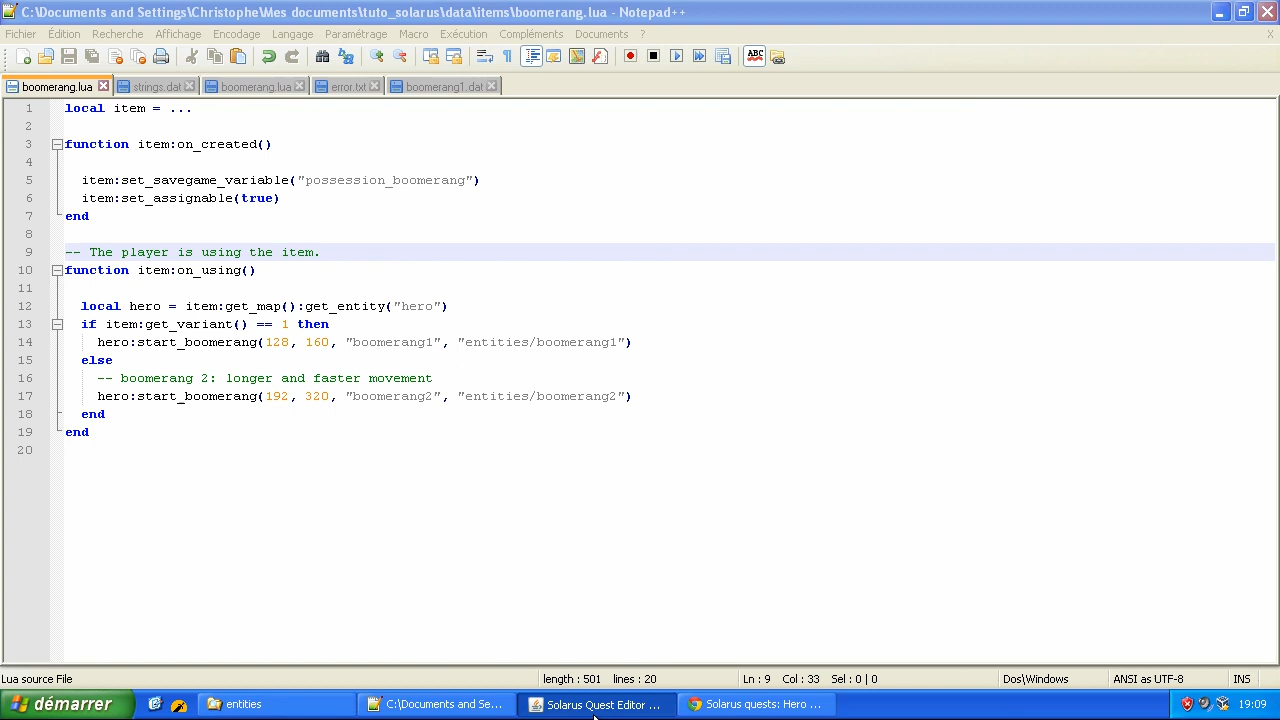 C:\Documents and Settings\Christophe\Mes documents\tuto_solarus\data\items\boomerang.lua - Notepad++
Fichier Édition Recherche Affichage Encodage Langage Paramétrage Macro Exécution Compléments Documents ? X
ABC
boomerang.lua strings.dat boomerang.lua error.txt boomerang1.dat
1 local item = ...
2
3 function item:on_created()
4
5 item:set_savegame_variable("possession_boomerang")
6 item:set_assignable(true)
7 end
8
9 -- The player is using the item.
10 function item:on_using()
11
12 local hero = item:get_map():get_entity("hero")
13 if item:get_variant() == 1 then
14 hero:start_boomerang(128, 160, "boomerang1", "entities/boomerang1")
15 else
16 -- boomerang 2: longer and faster movement
17 hero:start_boomerang(192, 320, "boomerang2", "entities/boomerang2")
18 end
19 end
20
Lua source File length : 501 lines : 20 Ln : 9 Col : 33 Sel : 0 | 0 Dos\Windows ANSI as UTF-8 INS
démarrer entities C:\Documents and Se... Solarus Quest Editor ... Solarus quests: Hero ... 19:09